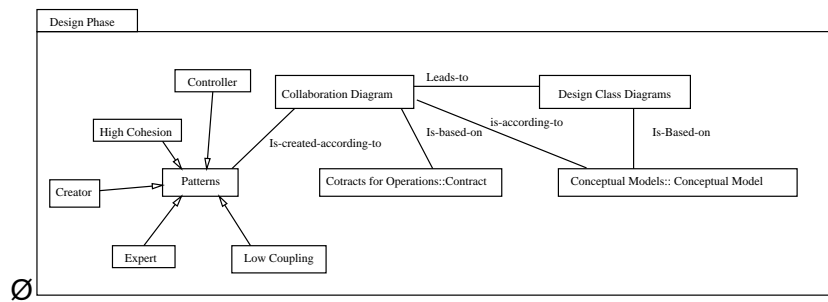 Design Phase
Controller
Collaboration Diagram
Leads-to
Design Class Diagrams
High Cohesion
Is-created-according-to
Is-based-on
is-according-to
Is-Based-on
Creator
Patterns
Cotracts for Operations::Contract
Conceptual Models:: Conceptual Model
Expert
Low Coupling
Ø